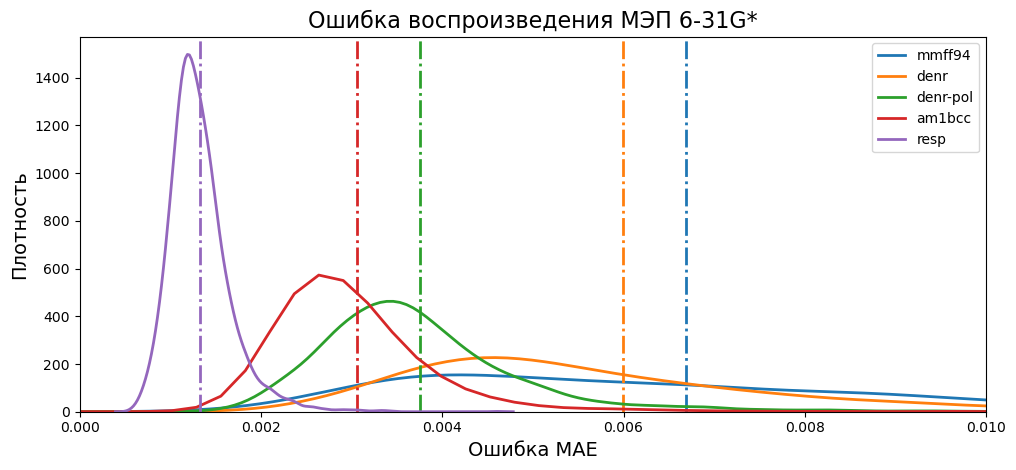 Ошибка воспроизведения МЭП 6-31G*
mmff94
denr
denr-pol
am1bcc
resp
Плотность
1400
1200
1000
800
600
400
200
0
0.000
0.002
0.004
0.006
0.008
0.010
Ошибка MAE